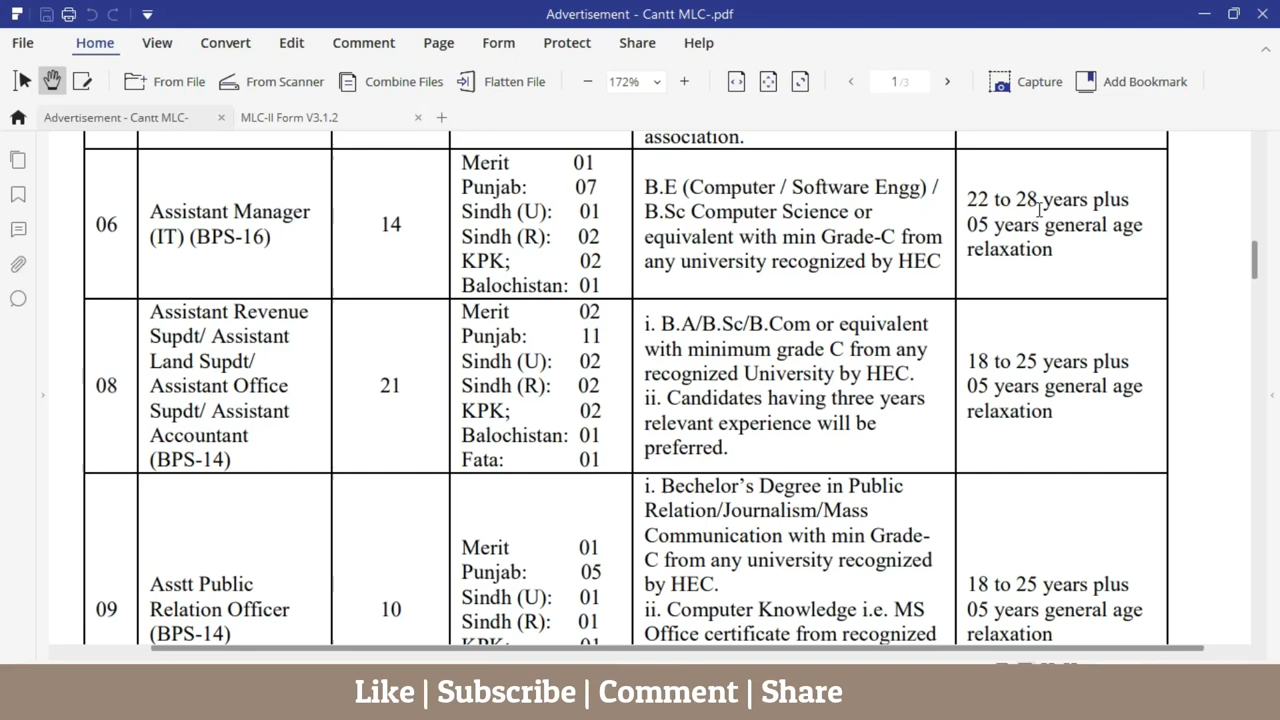 Advertisement - Cantt MLC-.pdf
File Home View Convert Edit Comment Page Form Protect Share Help
From File From Scanner Combine Files Flatten File 172% 1/3 Capture Add Bookmark
Advertisement - Cantt MLC- MLC-II Form V3.1.2
association.
06
Assistant Manager
(IT) (BPS-16)
14
Merit 01
Punjab: 07
Sindh (U): 01
Sindh (R): 02
KPK; 02
Balochistan: 01
B.E (Computer / Software Engg) /
B.Sc Computer Science or
equivalent with min Grade-C from
any university recognized by HEC
22 to 28 years plus
05 years general age
relaxation
08
Assistant Revenue
Supdt/ Assistant
Land Supdt/
Assistant Office
Supdt/ Assistant
Accountant
(BPS-14)
21
Merit 02
Punjab: 11
Sindh (U): 02
Sindh (R): 02
KPK; 02
Balochistan: 01
Fata: 01
i. B.A/B.Sc/B.Com or equivalent
with minimum grade C from any
recognized University by HEC.
ii. Candidates having three years
relevant experience will be
preferred.
18 to 25 years plus
05 years general age
relaxation
09
Asstt Public
Relation Officer
(BPS-14)
10
Merit 01
Punjab: 05
Sindh (U): 01
Sindh (R): 01
i. Bechelor's Degree in Public
Relation/Journalism/Mass
Communication with min Grade-
C from any university recognized
by HEC.
ii. Computer Knowledge i.e. MS
Office certificate from recognized
18 to 25 years plus
05 years general age
relaxation
Like | Subscribe | Comment | Share